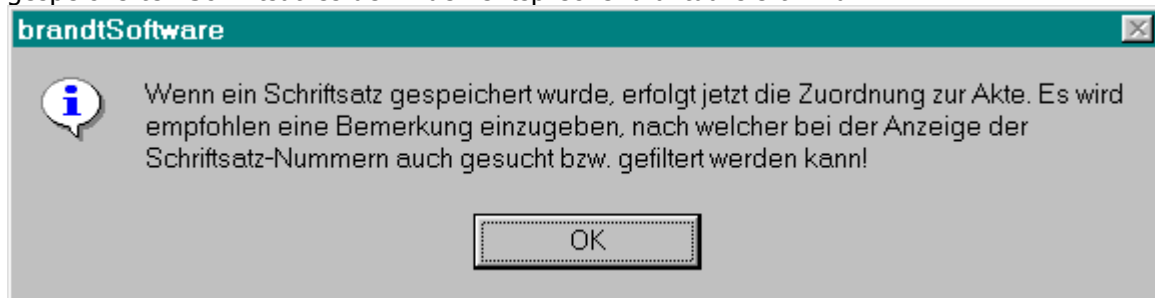 brandtSoftware
Wenn ein Schriftsatz gespeichert wurde, erfolgt jetzt die Zuordnung zur Akte. Es wird
empfohlen eine Bemerkung einzugeben, nach welcher bei der Anzeige der
Schriftsatz-Nummern auch gesucht bzw. gefiltert werden kann!
OK